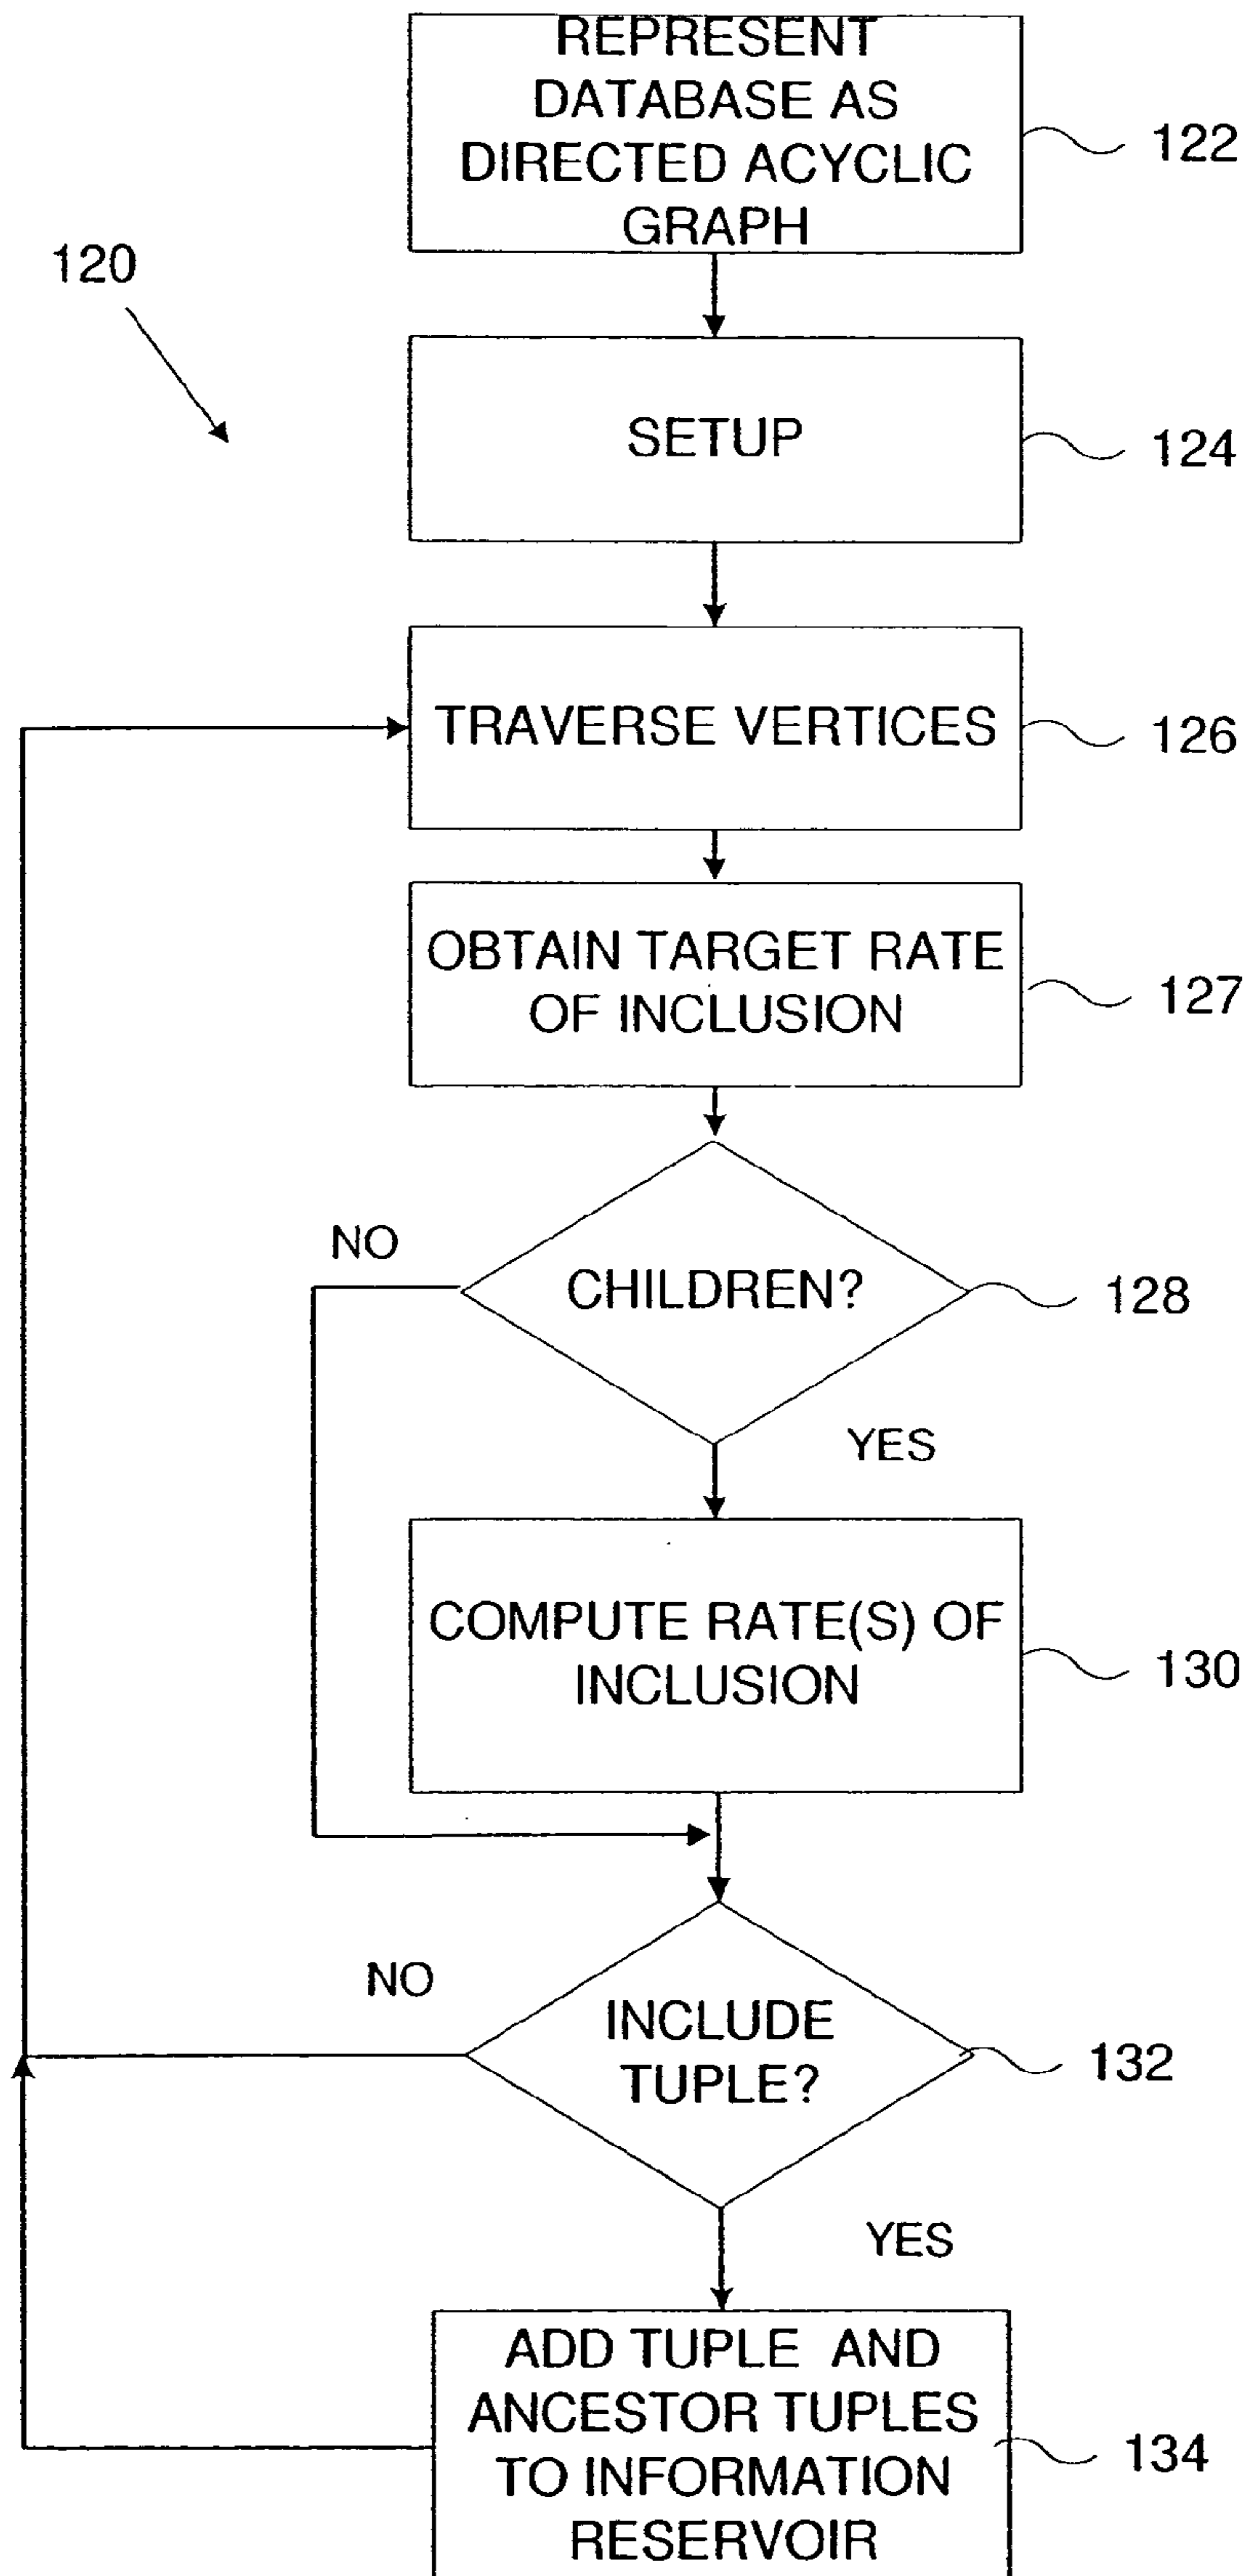 REPRESENT
DATABASE AS
DIRECTED ACYCLIC
GRAPH
122
120
SETUP
124
TRAVERSE VERTICES
126
OBTAIN TARGET RATE
OF INCLUSION
127
NO
CHILDREN?
128
YES
COMPUTE RATE(S) OF
INCLUSION
130
NO
INCLUDE
TUPLE?
132
YES
ADD TUPLE AND
ANCESTOR TUPLES
TO INFORMATION
RESERVOIR
134